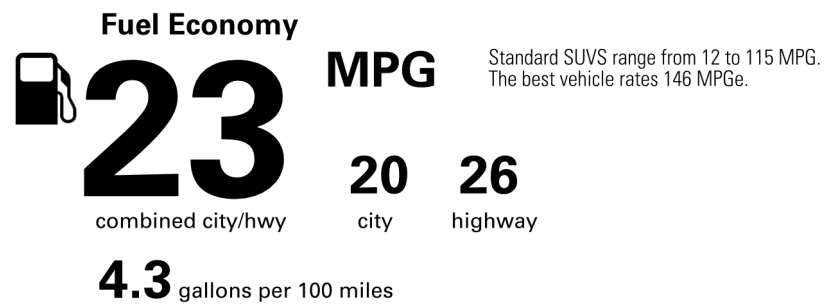 Fuel Economy
23
MPG
Standard SUVS range from 12 to 115 MPG.
The best vehicle rates 146 MPGe.
20
26
combined city/hwy
city
highway
4.3 gallons per 100 miles